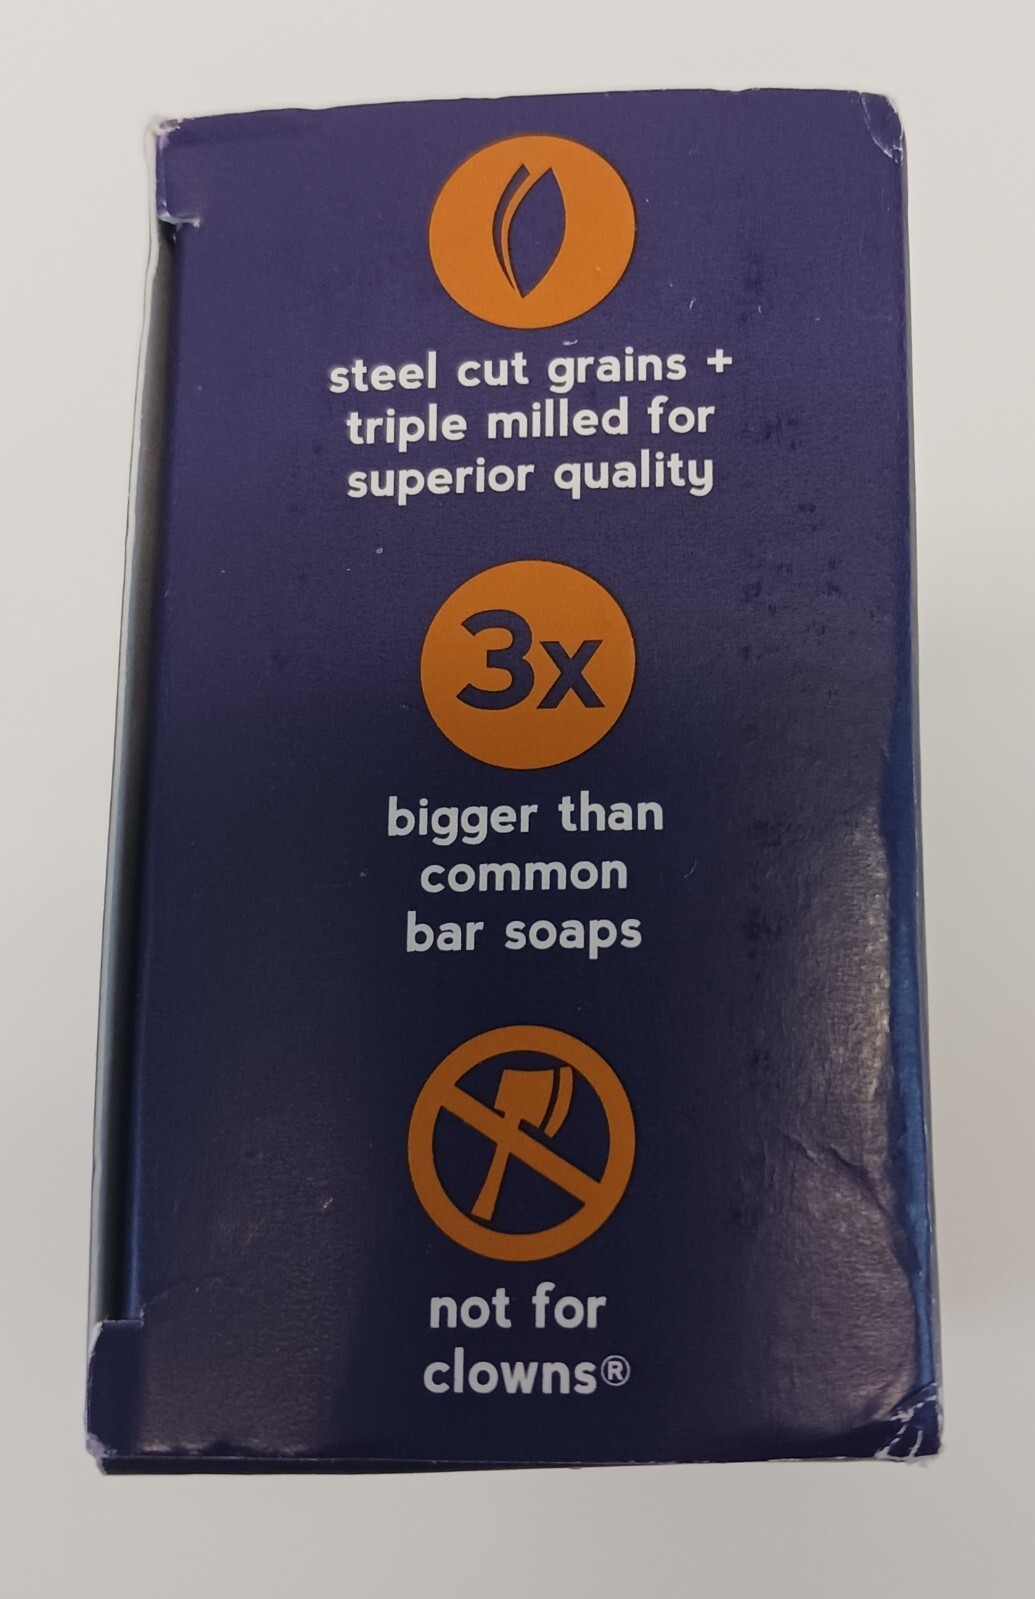 steel cut grains +
triple milled for
superior quality
3x
bigger than
common
bar soaps
not for
clowns®